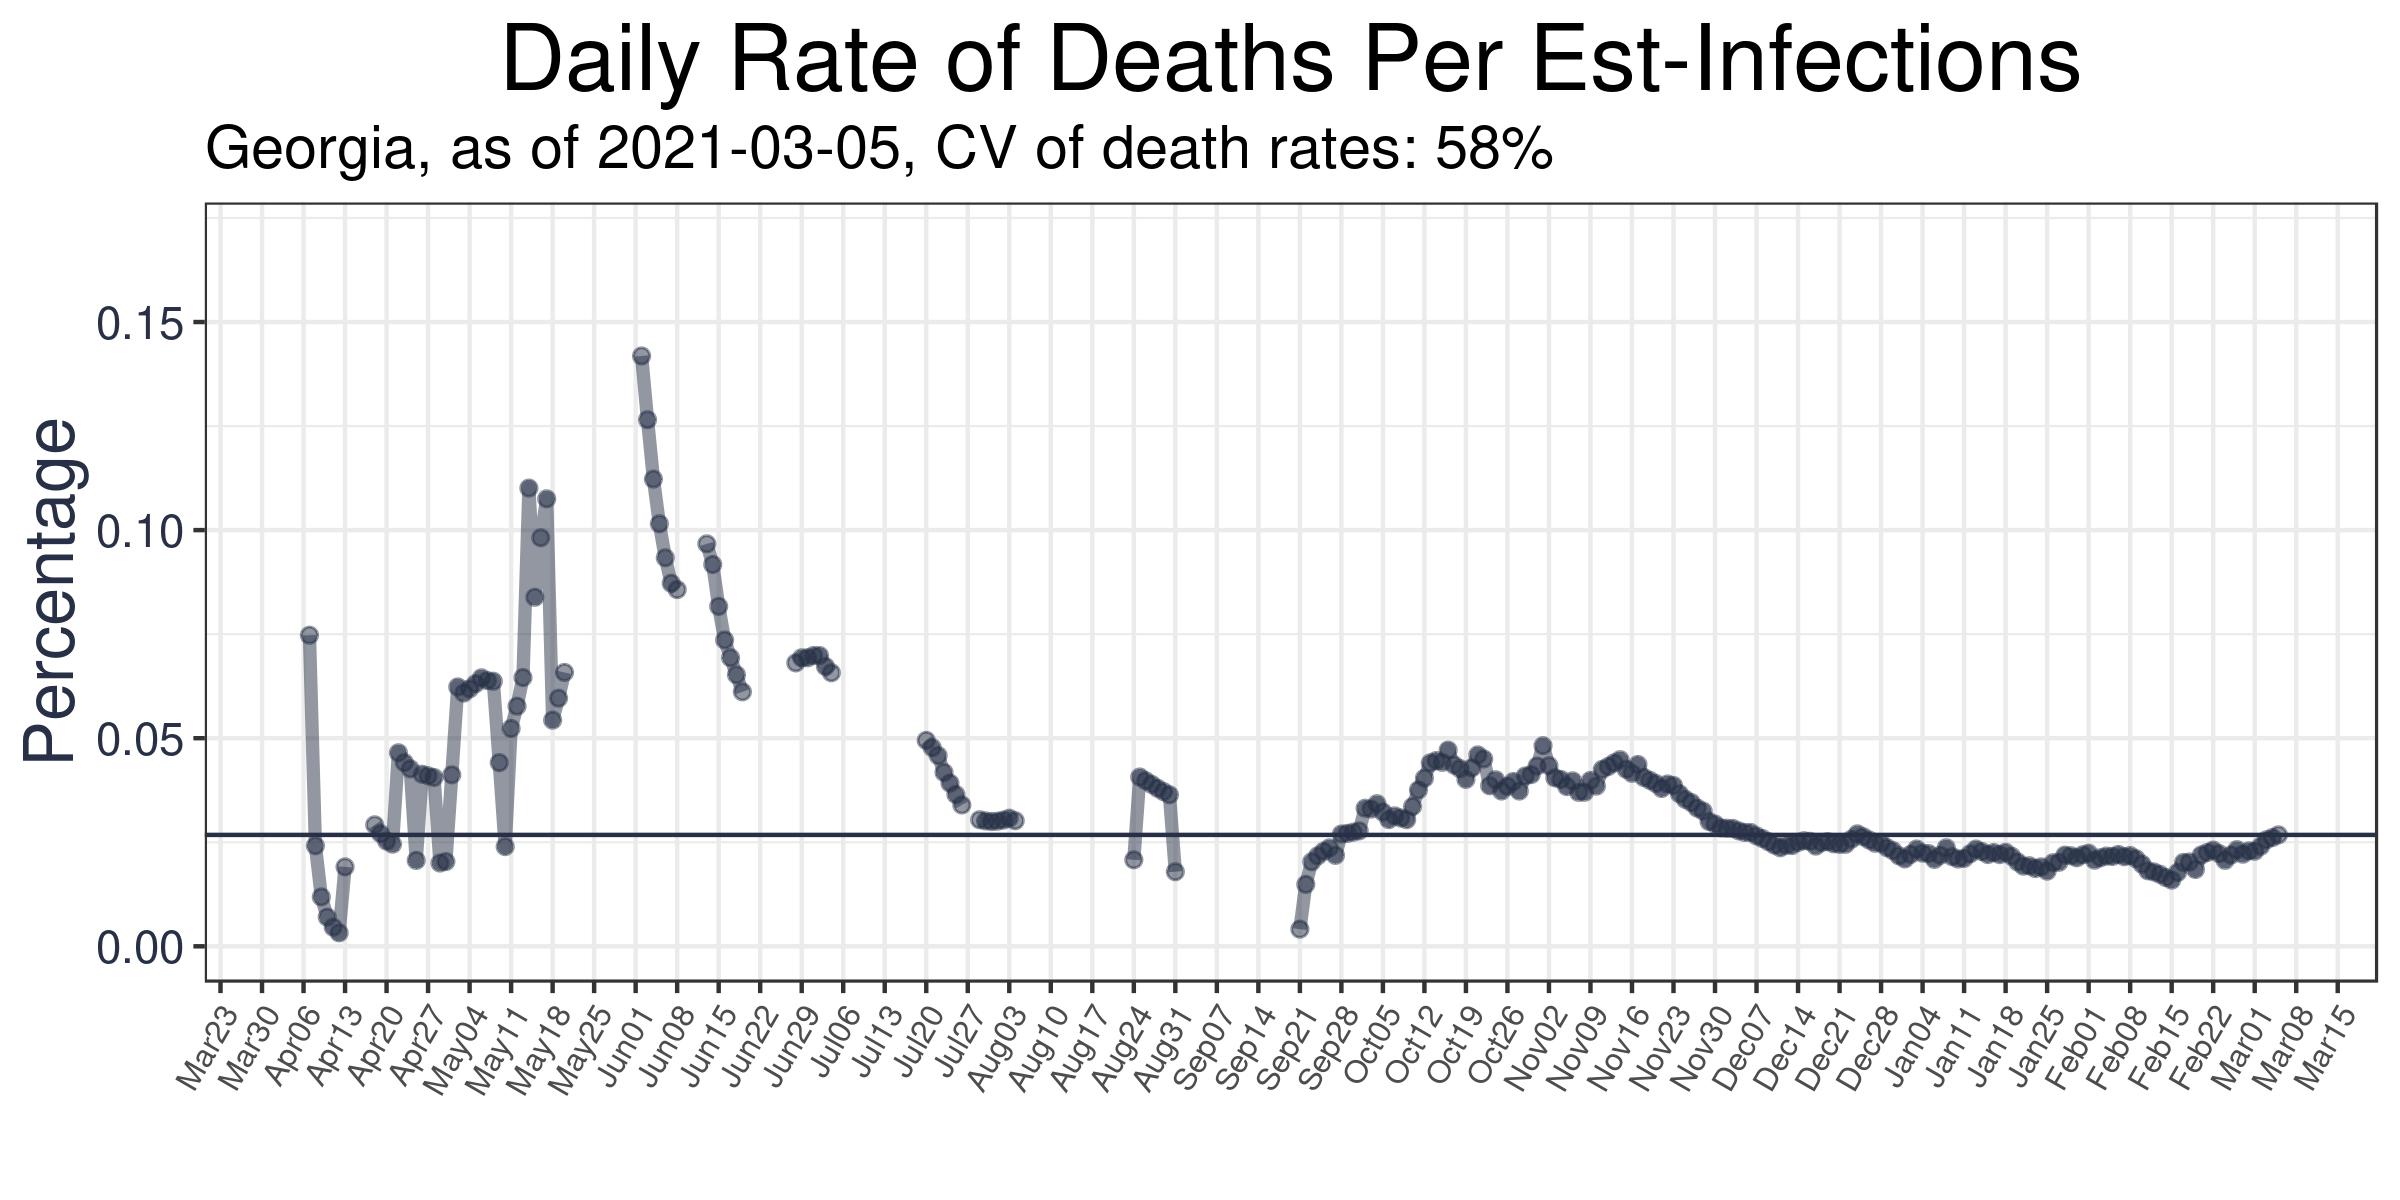 Daily Rate of Deaths Per Est-Infections
Georgia, as of 2021-03-05, CV of death rates: 58%
Percentage
0.15
0.10
0.05
0.00
Mar23
Mar30
Apr06
Apr13
Apr20
Apr27
May04
May11
May18
May25
Jun01
Jun08
Jun15
Jun22
Jun29
Jul06
Jul13
Jul20
Jul27
Aug03
Aug10
Aug17
Aug24
Aug31
Sep07
Sep14
Sep21
Sep28
Oct05
Oct12
Oct19
Oct26
Nov02
Nov09
Nov16
Nov23
Nov30
Dec07
Dec14
Dec21
Dec28
Jan04
Jan11
Jan18
Jan25
Feb01
Feb08
Feb15
Feb22
Mar01
Mar08
Mar15